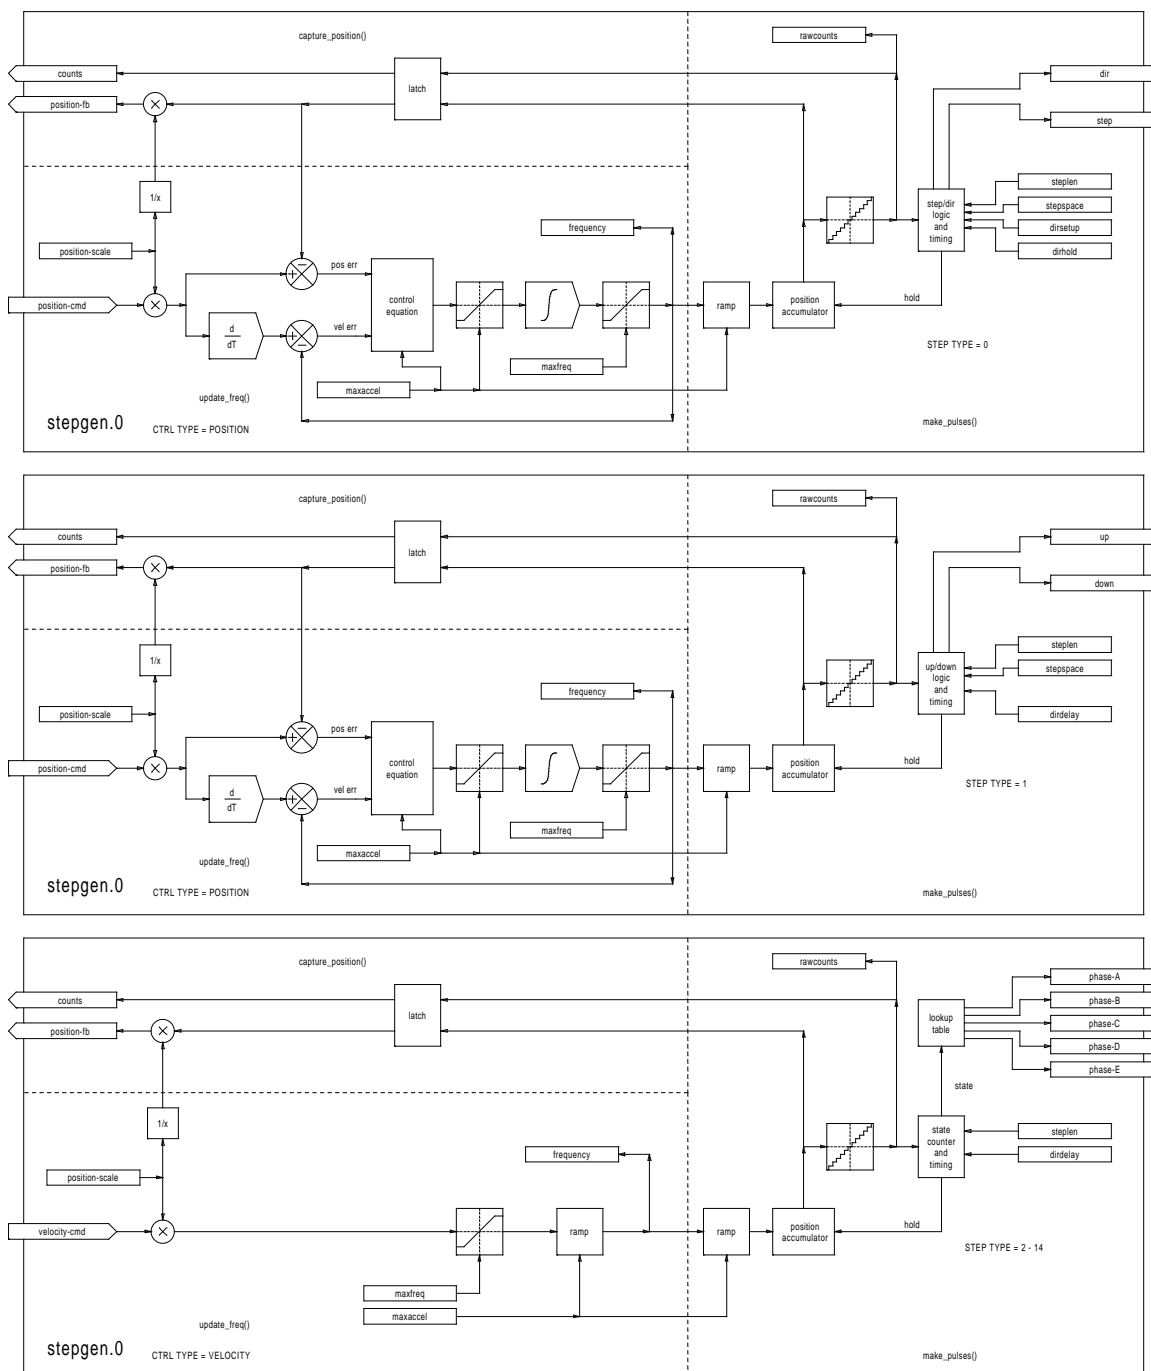 capture_position()
rawcounts
counts
latch
dir
position-fb
step
1/x
steplen
step/dir
logic
and
timing
stepspace
frequency
dirsetup
position-scale
dirhold
+
−
pos err
position-cmd
control
equation
ramp
position
accumulator
hold
d
dT
+
−
vel err
STEP TYPE = 0
maxfreq
maxaccel
update_freq()
stepgen.0
CTRL TYPE = POSITION
make_pulses()
capture_position()
rawcounts
counts
latch
up
position-fb
down
1/x
steplen
up/down
logic
and
timing
stepspace
frequency
position-scale
dirdelay
+
−
pos err
position-cmd
control
equation
ramp
position
accumulator
hold
d
dT
+
−
vel err
STEP TYPE = 1
maxfreq
maxaccel
update_freq()
stepgen.0
CTRL TYPE = POSITION
make_pulses()
capture_position()
rawcounts
phase-A
counts
phase-B
latch
lookup
table
position-fb
phase-C
phase-D
phase-E
state
1/x
state
counter
and
timing
steplen
frequency
dirdelay
position-scale
velocity-cmd
ramp
ramp
position
accumulator
hold
STEP TYPE = 2 - 14
maxfreq
maxaccel
update_freq()
stepgen.0
CTRL TYPE = VELOCITY
make_pulses()